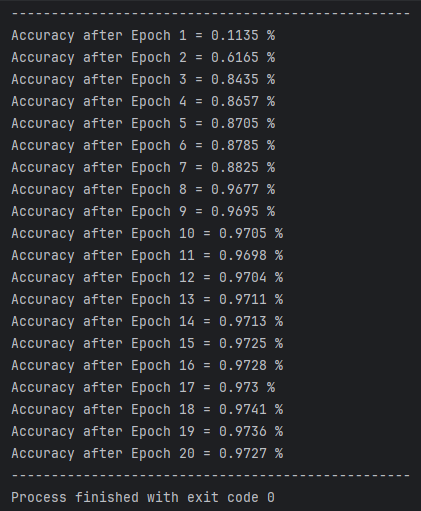 --------------------------------------------------
Accuracy after Epoch 1 = 0.1135 %
Accuracy after Epoch 2 = 0.6165 %
Accuracy after Epoch 3 = 0.8435 %
Accuracy after Epoch 4 = 0.8657 %
Accuracy after Epoch 5 = 0.8705 %
Accuracy after Epoch 6 = 0.8785 %
Accuracy after Epoch 7 = 0.8825 %
Accuracy after Epoch 8 = 0.9677 %
Accuracy after Epoch 9 = 0.9695 %
Accuracy after Epoch 10 = 0.9705 %
Accuracy after Epoch 11 = 0.9698 %
Accuracy after Epoch 12 = 0.9704 %
Accuracy after Epoch 13 = 0.9711 %
Accuracy after Epoch 14 = 0.9713 %
Accuracy after Epoch 15 = 0.9725 %
Accuracy after Epoch 16 = 0.9728 %
Accuracy after Epoch 17 = 0.973 %
Accuracy after Epoch 18 = 0.9741 %
Accuracy after Epoch 19 = 0.9736 %
Accuracy after Epoch 20 = 0.9727 %
--------------------------------------------------
Process finished with exit code 0